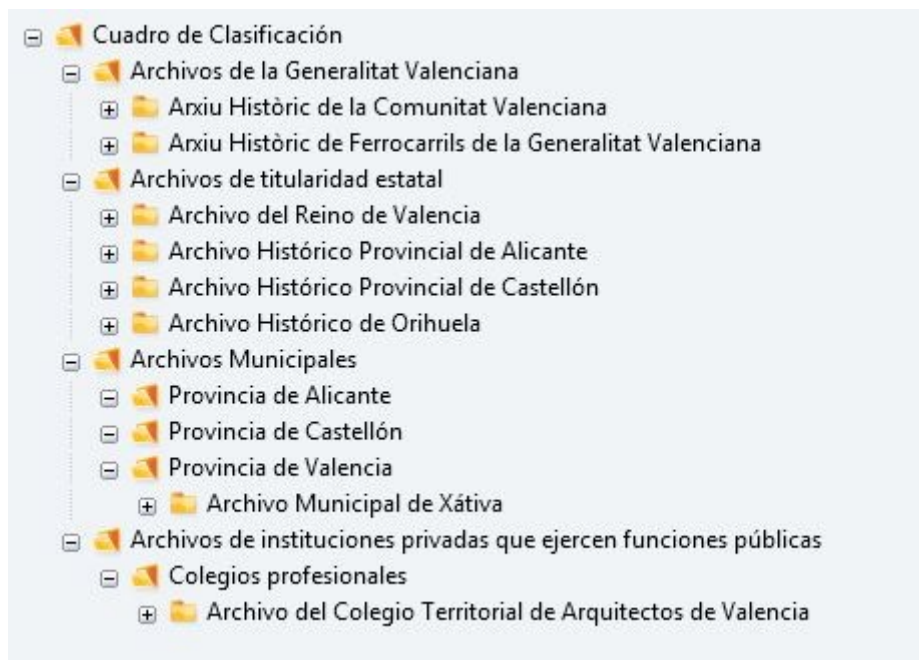 Cuadro de Clasificación
Archivos de la Generalitat Valenciana
Arxiu Històric de la Comunitat Valenciana
Arxiu Històric de Ferrocarrils de la Generalitat Valenciana
Archivos de titularidad estatal
Archivo del Reino de Valencia
Archivo Histórico Provincial de Alicante
Archivo Histórico Provincial de Castellón
Archivo Histórico de Orihuela
Archivos Municipales
Provincia de Alicante
Provincia de Castellón
Provincia de Valencia
Archivo Municipal de Xátiva
Archivos de instituciones privadas que ejercen funciones públicas
Colegios profesionales
Archivo del Colegio Territorial de Arquitectos de Valencia